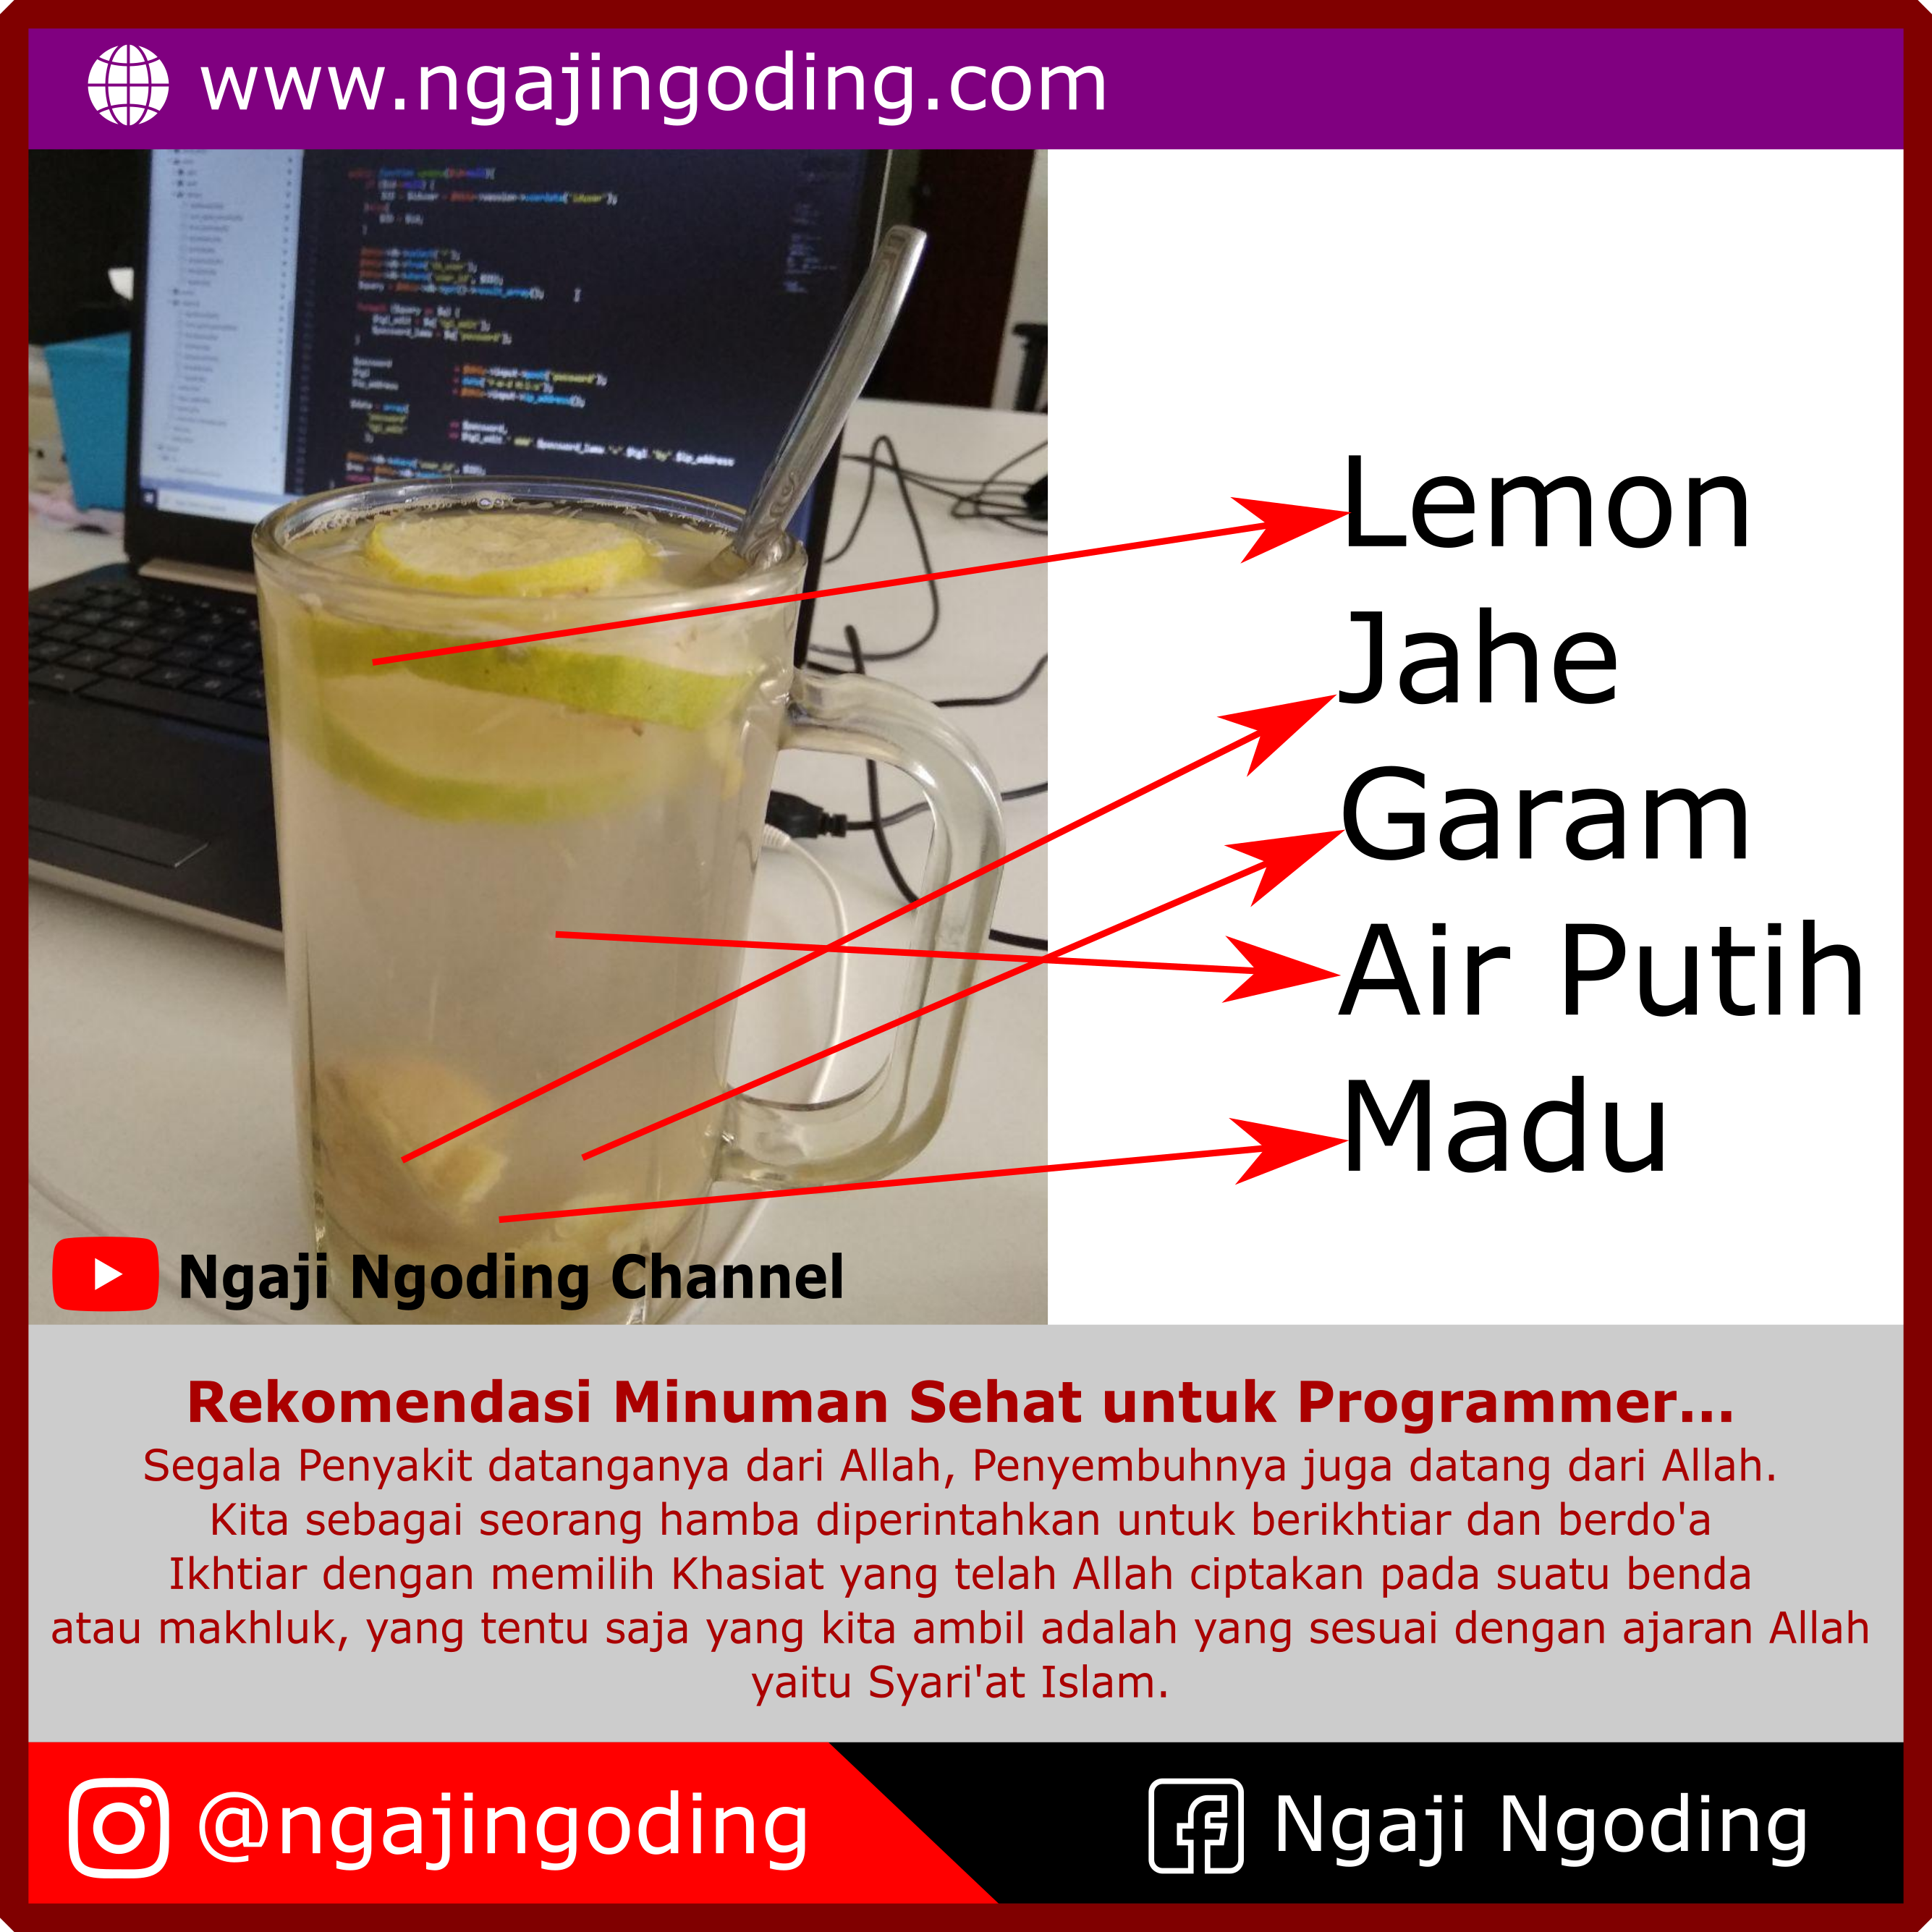 www.ngajingoding.com
Lemon
Jahe
Garam
Air Putih
Madu
Ngaji Ngoding Channel
Rekomendasi Minuman Sehat untuk Programmer...
Segala Penyakit datanganya dari Allah, Penyembuhnya juga datang dari Allah.
Kita sebagai seorang hamba diperintahkan untuk berikhtiar dan berdo'a
Ikhtiar dengan memilih Khasiat yang telah Allah ciptakan pada suatu benda
atau makhluk, yang tentu saja yang kita ambil adalah yang sesuai dengan ajaran Allah
yaitu Syari'at Islam.
@ngajingoding
Ngaji Ngoding